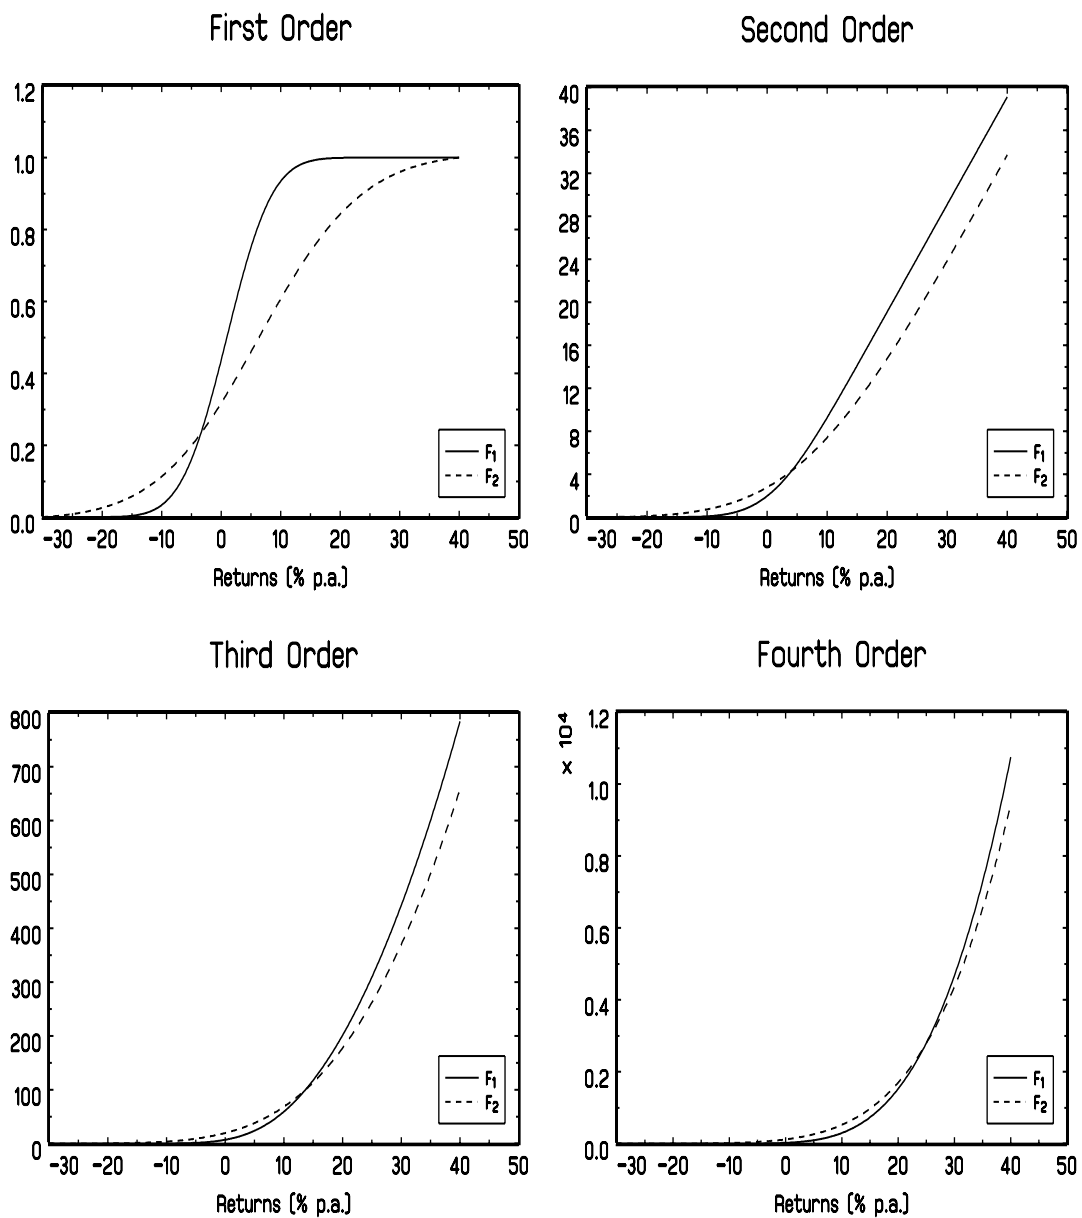 First Order
1.2
1.0
0.8
0.6
0.4
0.2
0.0
-30 -20 -10 0 10 20 30 40 50
Returns (% p.a.)
F1
F2
Second Order
40
36
32
28
24
20
16
12
8
4
0
-30 -20 -10 0 10 20 30 40 50
Returns (% p.a.)
F1
F2
Third Order
800
700
600
500
400
300
200
100
0
-30 -20 -10 0 10 20 30 40 50
Returns (% p.a.)
F1
F2
Fourth Order
× 10⁴
1.2
1.0
0.8
0.6
0.4
0.2
0.0
-30 -20 -10 0 10 20 30 40 50
Returns (% p.a.)
F1
F2